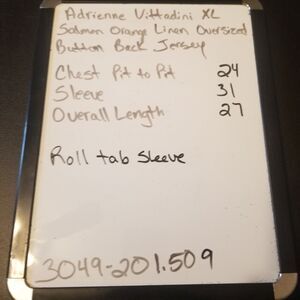 Adrienne Vittadini XL
Salmon Orange Linen Oversized
Button Back Jersey
Chest Pit to Pit 24
Sleeve 31
Overall Length 27
Roll tab sleeve
3049-201.509